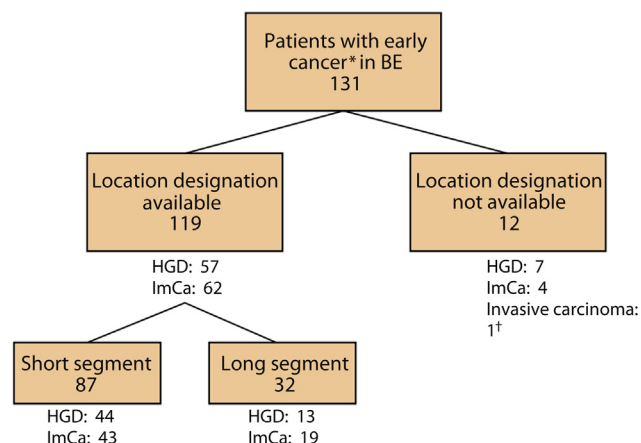 Patients with early
cancer* in BE
131
Location designation
available
119
Location designation
not available
12
HGD: 57
ImCa: 62
HGD: 7
ImCa: 4
Invasive carcinoma:
1†
Short segment
87
Long segment
32
HGD: 44
ImCa: 43
HGD: 13
ImCa: 19